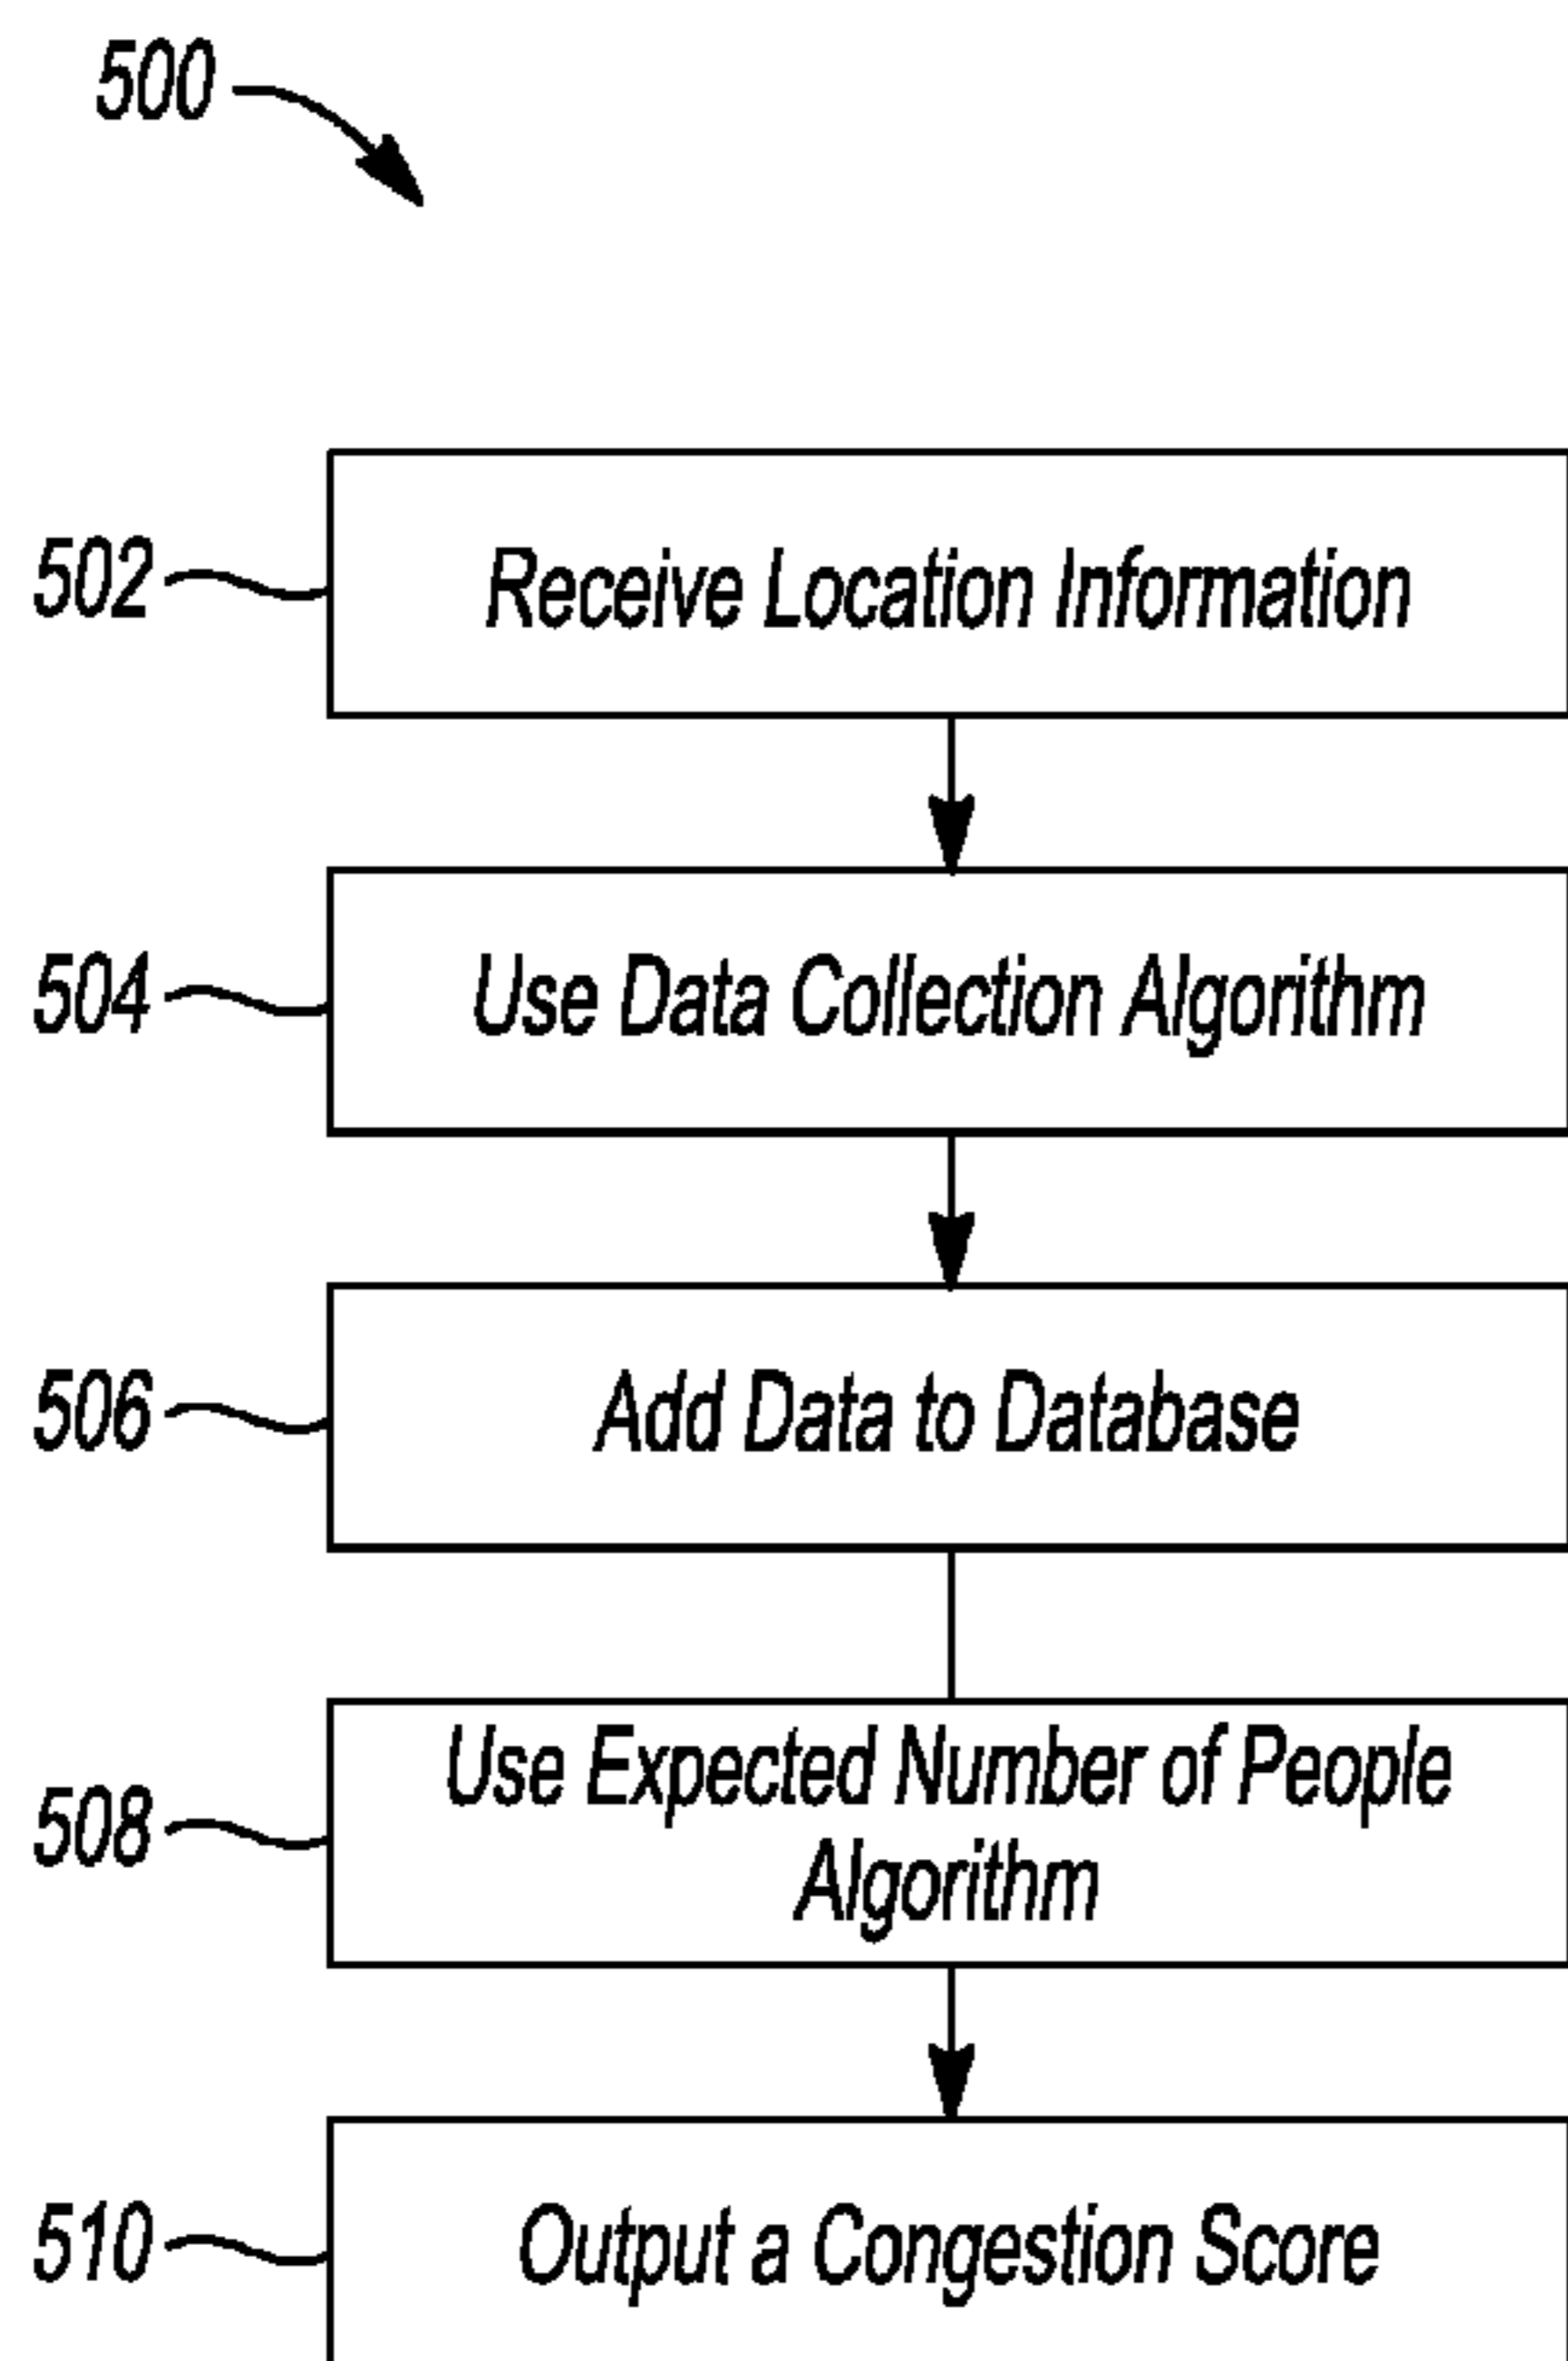 500
502
Receive Location Information
504
Use Data Collection Algorithm
506
Add Data to Database
508
Use Expected Number of People
Algorithm
510
Output a Congestion Score